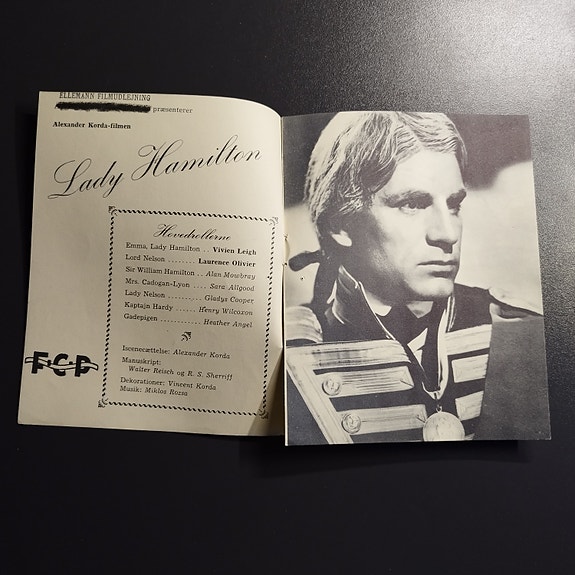 ELLEMANN FILMUDLEJNING
præsenterer
Alexander Korda-filmen
Lady Hamilton
Hovedrollerne
Emma, Lady Hamilton . . Vivien Leigh
Lord Nelson . . . . . . . . Laurence Olivier
Sir William Hamilton . . Alan Mowbray
Mrs. Cadogan-Lyon . . . . Sara Allgood
Lady Nelson . . . . . . . . Gladys Cooper
Kaptajn Hardy . . . . . . Henry Wilcoxon
Gadepigen . . . . . . . . . . . . Heather Angel
Iscenecættelse: Alexander Korda
Manuskript:
Walter Reisch og R. S. Sherriff
Dekorationer: Vincent Korda
Musik: Miklos Rozsa
FCP